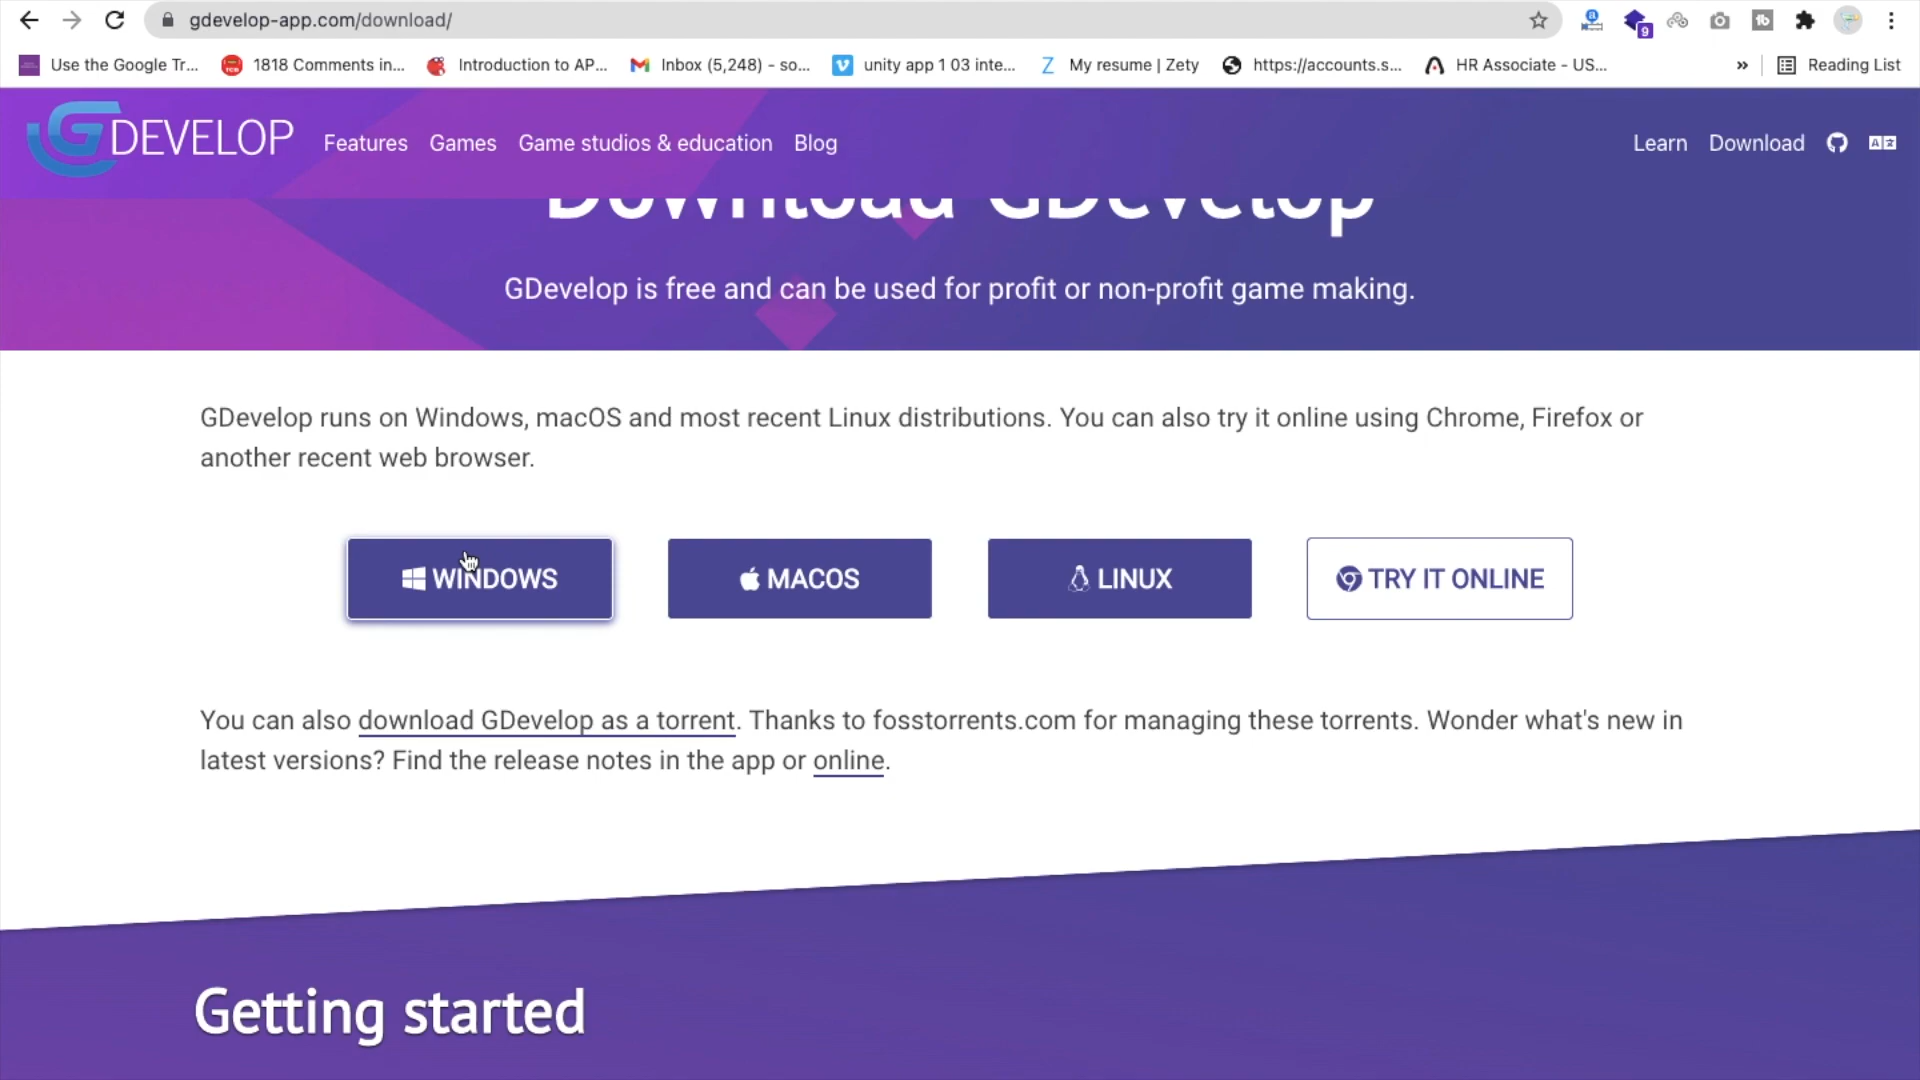 gdevelop-app.com/download/
9
Use the Google Tr...
1818 Comments in...
Introduction to AP...
Inbox (5,248) - so...
unity app 1 03 inte...
My resume | Zety
https://accounts.s...
HR Associate - US...
»
Reading List
GDEVELOP
Features
Games
Game studios & education
Blog
Learn
Download
Download GDevelop
GDevelop is free and can be used for profit or non-profit game making.
GDevelop runs on Windows, macOS and most recent Linux distributions. You can also try it online using Chrome, Firefox or
another recent web browser.
WINDOWS
MACOS
LINUX
TRY IT ONLINE
You can also download GDevelop as a torrent. Thanks to fosstorrents.com for managing these torrents. Wonder what's new in
latest versions? Find the release notes in the app or online.
Getting started